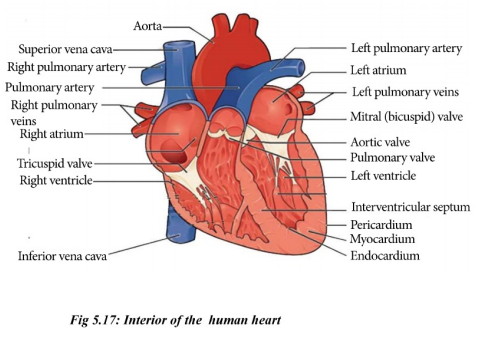 Aorta
Superior vena cava
Right pulmonary artery
Pulmonary artery
Right pulmonary
veins
Right atrium
Tricuspid valve
Right ventricle
Inferior vena cava
Left pulmonary artery
Left atrium
Left pulmonary veins
Mitral (bicuspid) valve
Aortic valve
Pulmonary valve
Left ventricle
Interventricular septum
Pericardium
Myocardium
Endocardium
Fig 5.17: Interior of the human heart